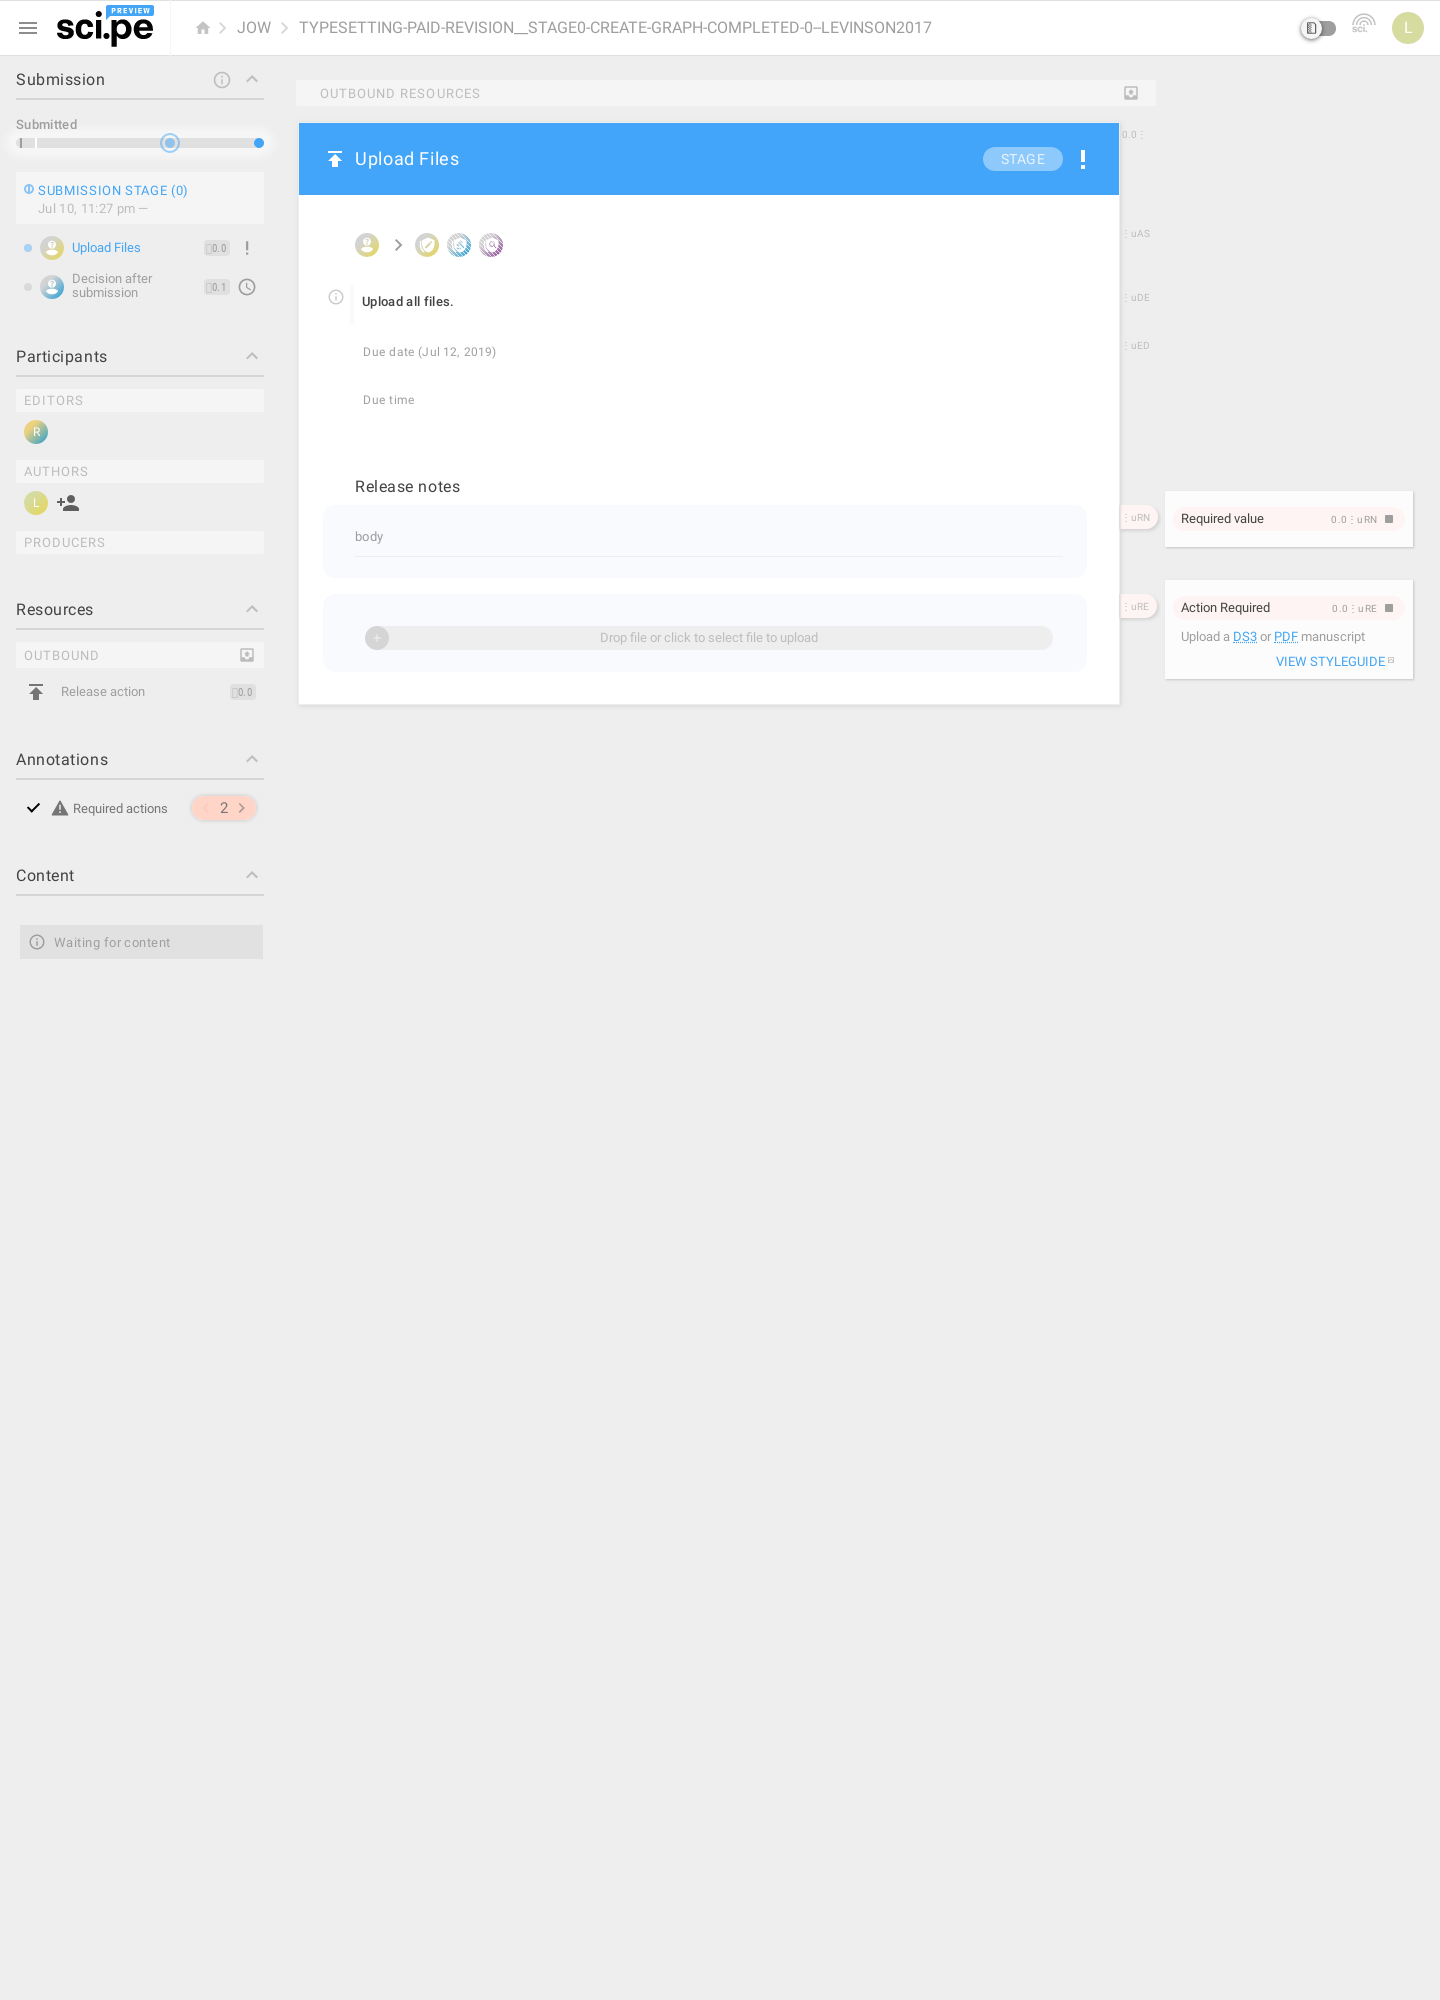 PREVIEW
sci.pe
JOW
TYPESETTING-PAID-REVISION__STAGE0-CREATE-GRAPH-COMPLETED-0--LEVINSON2017
SCI.
L
Submission
Submitted
SUBMISSION STAGE (0)
Jul 10, 11:27 pm —
Upload Files
0.0
Decision after
submission
0.1
Participants
EDITORS
R
AUTHORS
L
PRODUCERS
Resources
OUTBOUND
Release action
0.0
Annotations
Required actions
2
Content
Waiting for content
OUTBOUND RESOURCES
Upload Files
STAGE
Upload all files.
Due date (Jul 12, 2019)
Due time
Release notes
body
Drop file or click to select file to upload
0.0⋮
⋮uAS
⋮uDE
⋮uED
⋮uRN
⋮uRE
Required value
0.0⋮uRN
Action Required
0.0⋮uRE
Upload a DS3 or PDF manuscript
VIEW STYLEGUIDE